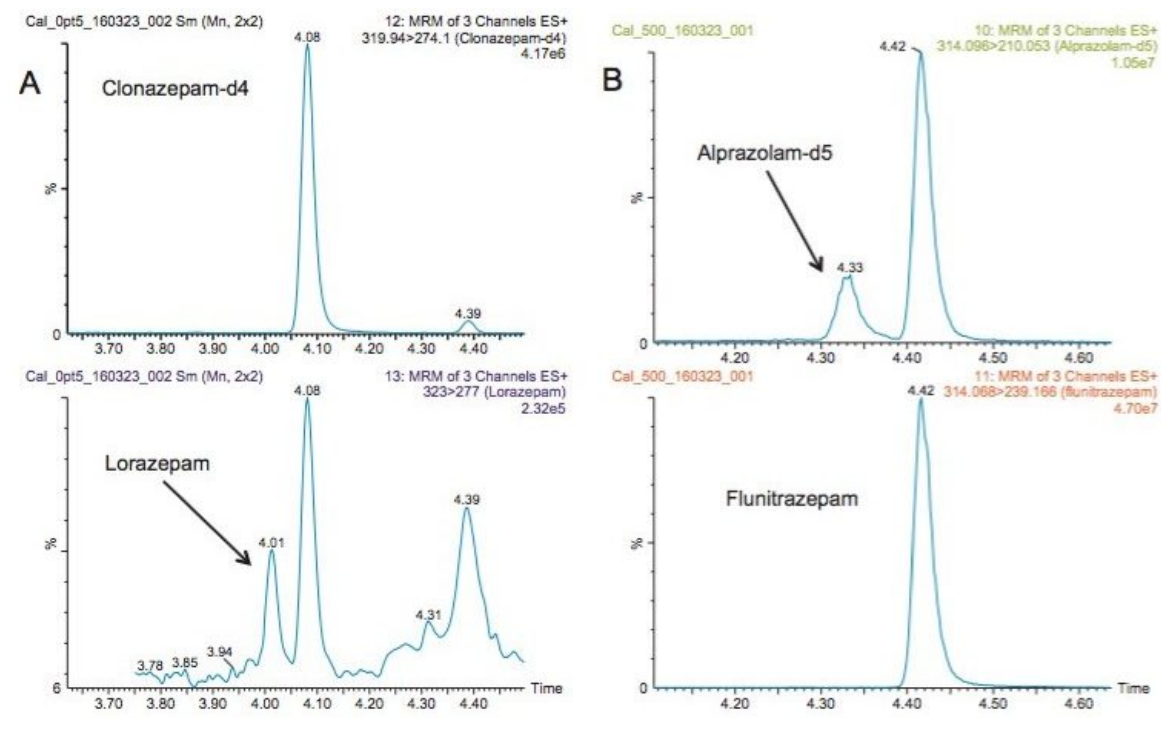 Cal_0pt5_160323_002 Sm (Mn, 2x2)
12: MRM of 3 Channels ES+
319.94>274.1 (Clonazepam-d4)
4.17e6
A
Clonazepam-d4
4.08
4.39
%
0
3.70 3.80 3.90 4.00 4.10 4.20 4.30 4.40
Cal_500_160323_001
10: MRM of 3 Channels ES+
314.096>210.053 (Alprazolam-d5)
1.05e7
B
Alprazolam-d5
4.42
4.33
%
0
4.20 4.30 4.40 4.50 4.60
Cal_0pt5_160323_002 Sm (Mn, 2x2)
13: MRM of 3 Channels ES+
323>277 (Lorazepam)
2.32e5
Lorazepam
4.08
4.39
4.01
4.31
3.94
3.85
3.78
%
6
Time
3.70 3.80 3.90 4.00 4.10 4.20 4.30 4.40
Cal_500_160323_001
11: MRM of 3 Channels ES+
314.068>239.166 (flunitrazepam)
4.70e7
4.42
Flunitrazepam
%
0
Time
4.20 4.30 4.40 4.50 4.60